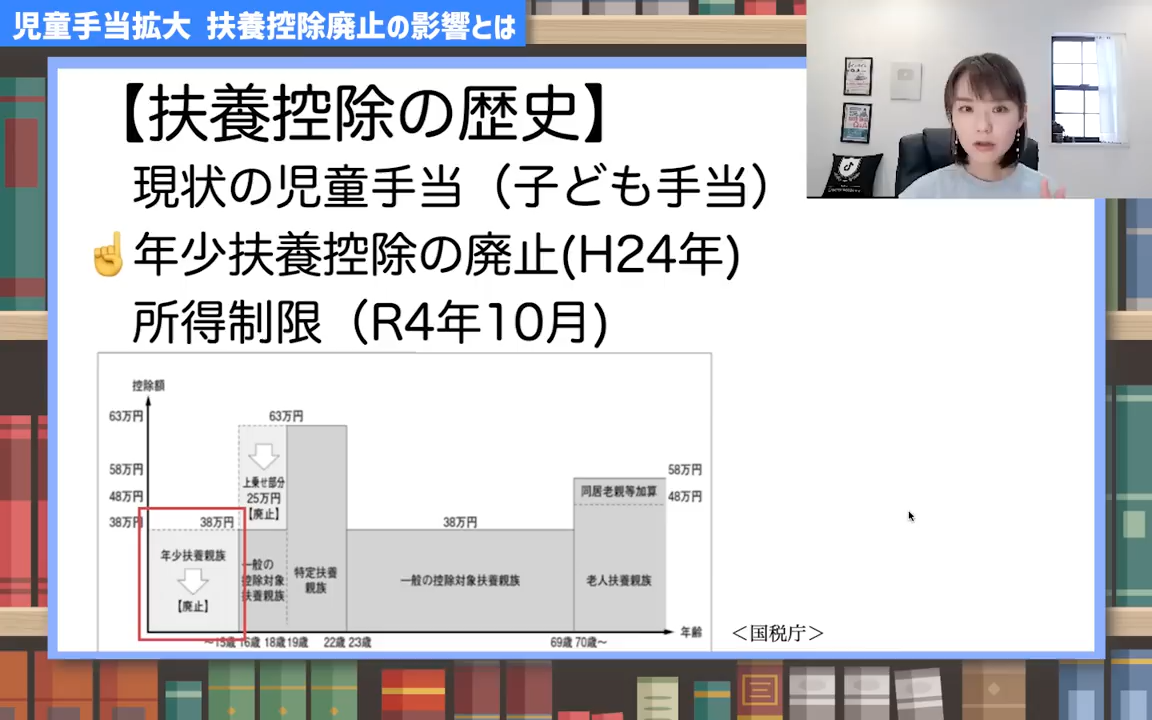 児童手当拡大 扶養控除廃止の影響とは
【扶養控除の歴史】
現状の児童手当（子ども手当）
☝年少扶養控除の廃止(H24年)
所得制限（R4年10月)
控除額
63万円
63万円
58万円
58万円
48万円
48万円
38万円
38万円
38万円
上乗せ部分
25万円
【廃止】
同居老親等加算
年少扶養親族
【廃止】
一般の
控除対象
扶養親族
特定扶養
親族
一般の控除対象扶養親族
老人扶養親族
～15歳 16歳 18歳 19歳 22歳 23歳 69歳 70歳～
年齢
＜国税庁＞